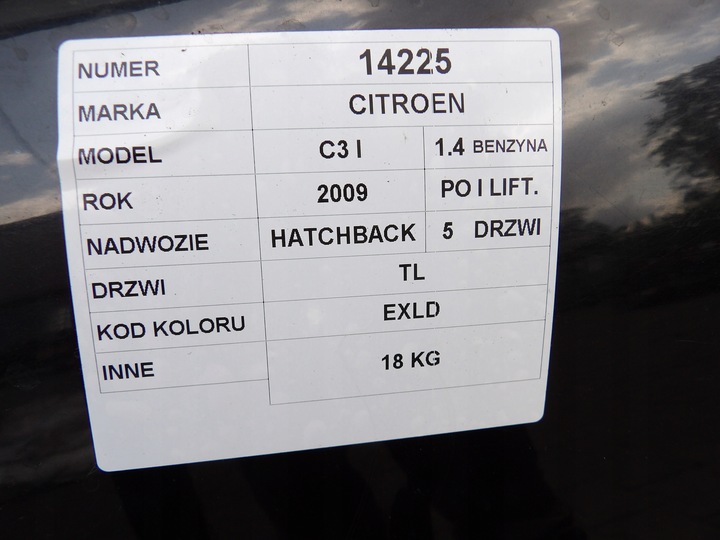 NUMER 14225
MARKA CITROEN
MODEL C3 I 1.4 BENZYNA
ROK 2009 PO I LIFT.
NADWOZIE HATCHBACK 5 DRZWI
DRZWI TL
KOD KOLORU EXLD
INNE 18 KG